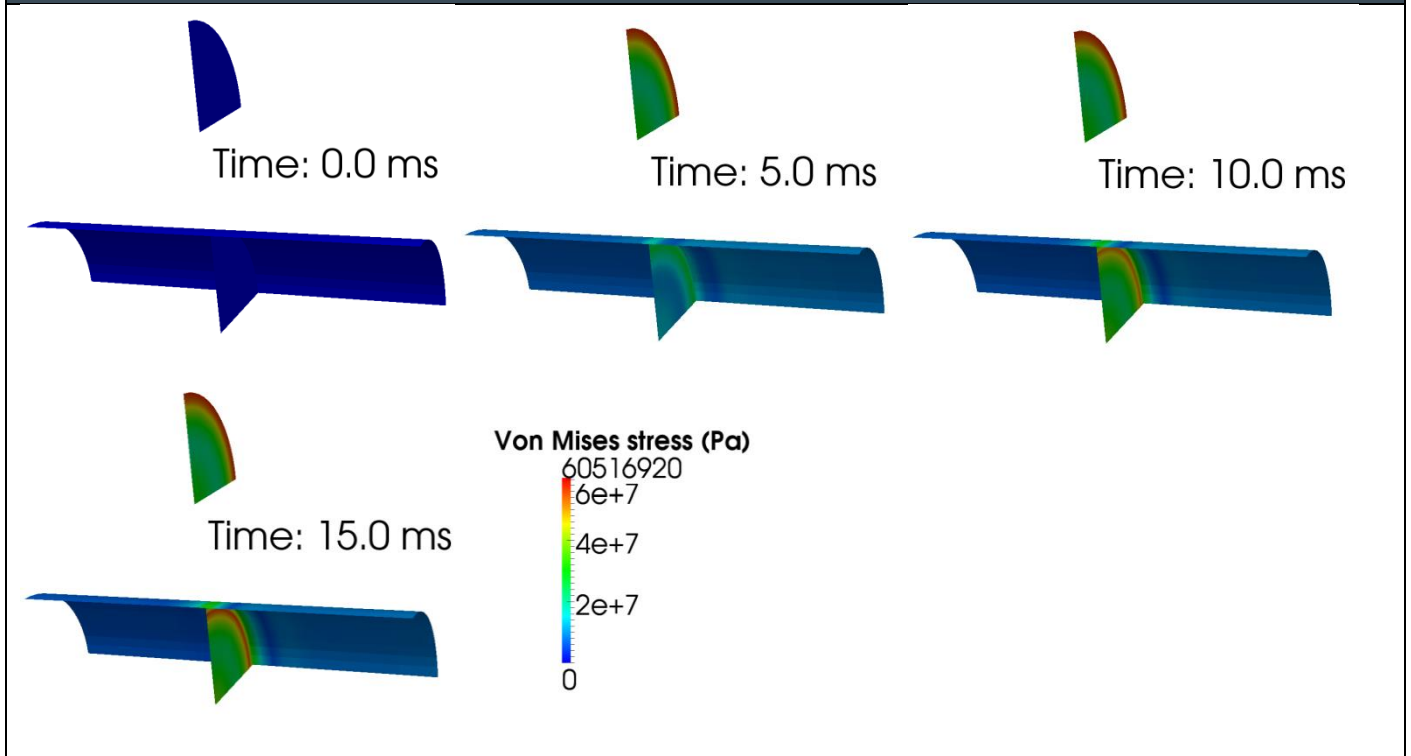 Time: 0.0 ms
Time: 5.0 ms
Time: 10.0 ms
Time: 15.0 ms
Von Mises stress (Pa)
60516920
6e+7
4e+7
2e+7
0